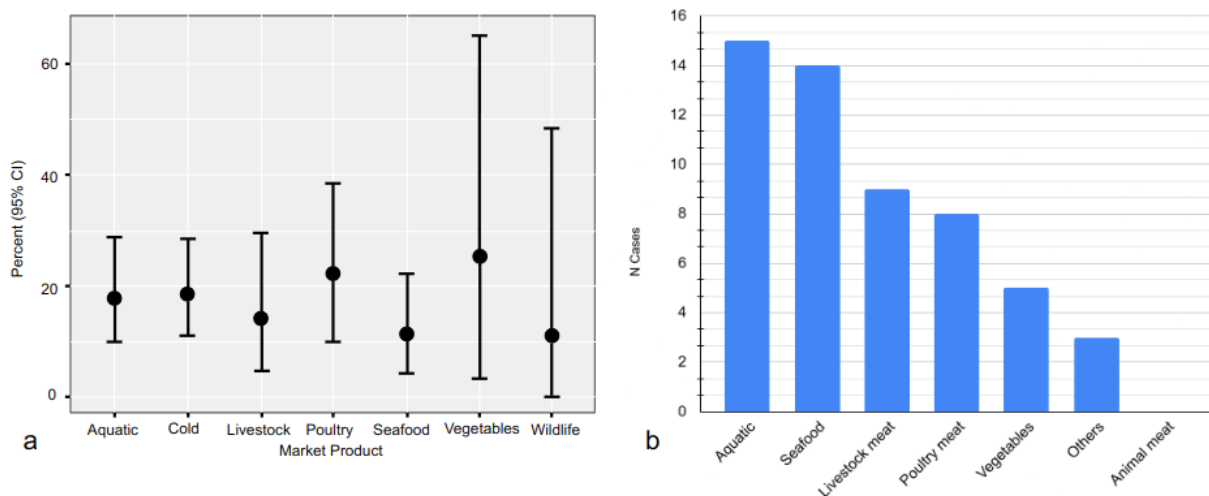 Percent (95% CI)
60
40
20
0
Aquatic Cold Livestock Poultry Seafood Vegetables Wildlife
Market Product
a
N Cases
16
14
12
10
8
6
4
2
0
Aquatic
Seafood
Livestock meat
Poultry meat
Vegetables
Others
Animal meat
b